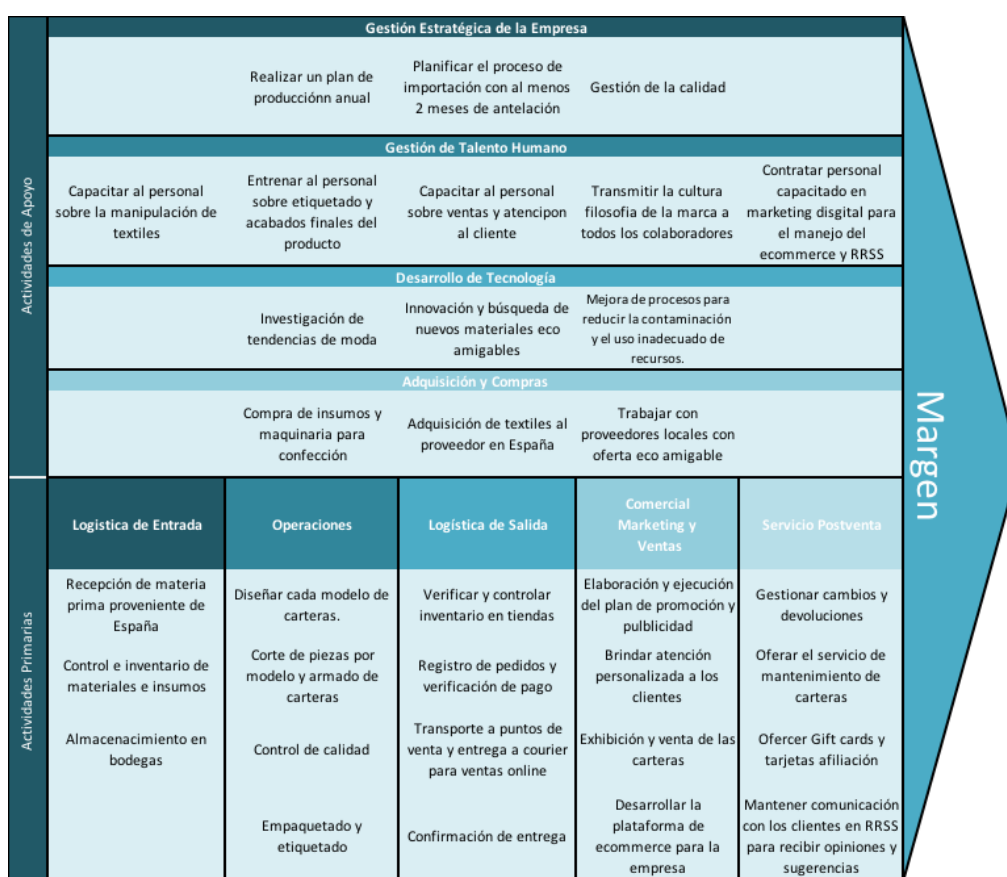 Gestión Estratégica de la Empresa
Realizar un plan de
producciónn anual
Planificar el proceso de
importación con al menos
2 meses de antelación
Gestión de la calidad
Actividades de Apoyo
Gestión de Talento Humano
Capacitar al personal
sobre la manipulación de
textiles
Entrenar al personal
sobre etiquetado y
acabados finales del
producto
Capacitar al personal
sobre ventas y atencipon
al cliente
Transmitir la cultura
filosofia de la marca a
todos los colaboradores
Contratar personal
capacitado en
marketing disgital para
el manejo del
ecommerce y RRSS
Desarrollo de Tecnología
Investigación de
tendencias de moda
Innovación y búsqueda de
nuevos materiales eco
amigables
Mejora de procesos para
reducir la contaminación
y el uso inadecuado de
recursos.
Adquisición y Compras
Compra de insumos y
maquinaria para
confección
Adquisición de textiles al
proveedor en España
Trabajar con
proveedores locales con
oferta eco amigable
Margen
Actividades Primarias
Logistica de Entrada
Operaciones
Logística de Salida
Comercial
Marketing y
Ventas
Servicio Postventa
Recepción de materia
prima proveniente de
España
Diseñar cada modelo de
carteras.
Verificar y controlar
inventario en tiendas
Elaboración y ejecución
del plan de promoción y
pulblicidad
Gestionar cambios y
devoluciones
Control e inventario de
materiales e insumos
Corte de piezas por
modelo y armado de
carteras
Registro de pedidos y
verificación de pago
Brindar atención
personalizada a los
clientes
Oferar el servicio de
mantenimiento de
carteras
Almacenacimiento en
bodegas
Control de calidad
Transporte a puntos de
venta y entrega a courier
para ventas online
Exhibición y venta de las
carteras
Ofercer Gift cards y
tarjetas afiliación
Empaquetado y
etiquetado
Confirmación de entrega
Desarrollar la
plataforma de
ecommerce para la
empresa
Mantener comunicación
con los clientes en RRSS
para recibir opiniones y
sugerencias